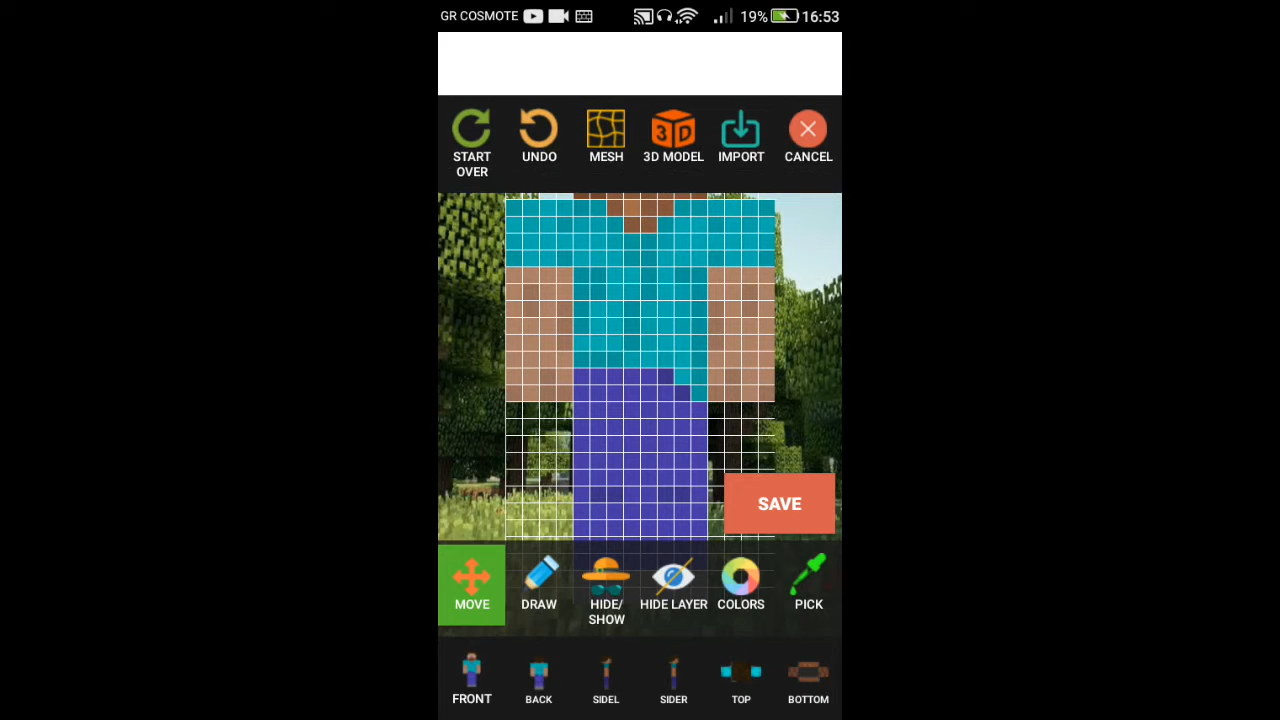 GR COSMOTE 19% 16:53
START OVER UNDO MESH 3D MODEL IMPORT CANCEL
3D
SAVE
MOVE DRAW HIDE/ SHOW HIDE LAYER COLORS PICK
FRONT BACK SIDEL SIDER TOP BOTTOM